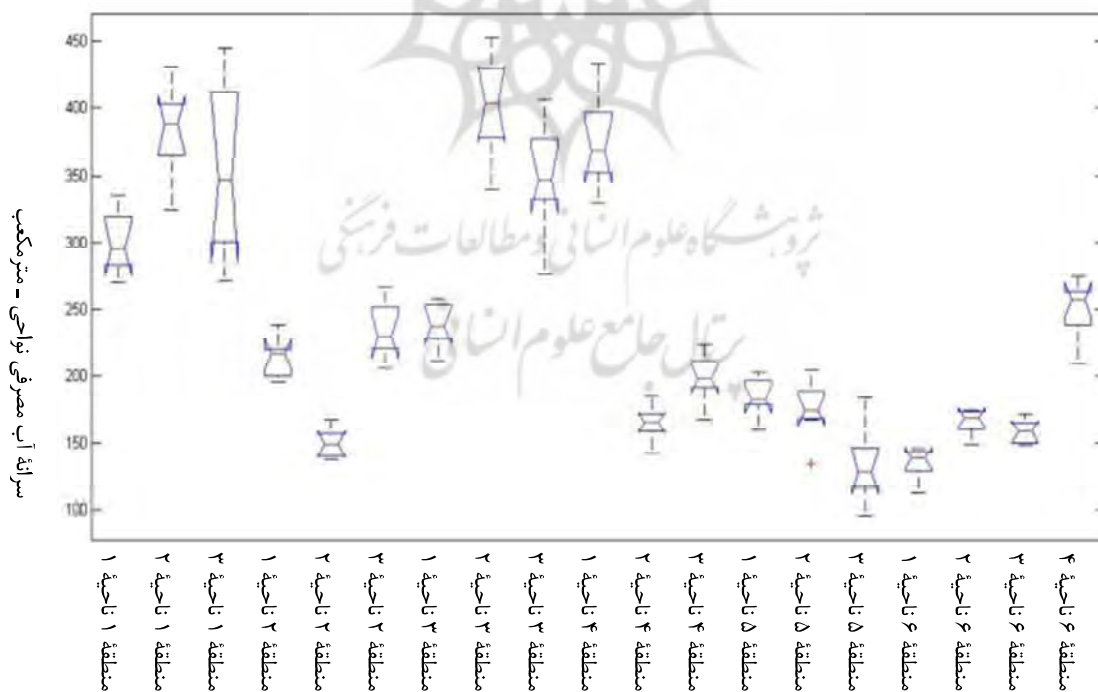 450
400
350
300
250
200
150
100
سرانهٔ آب مصرفی نواحی - مترمکعب
پژوهشگاه علوم انسانی و مطالعات فرهنگی
پرتال جامع علوم انسانی
منطقهٔ ۱ ناحیهٔ ۱
منطقهٔ ۱ ناحیهٔ ۲
منطقهٔ ۱ ناحیهٔ ۳
منطقهٔ ۲ ناحیهٔ ۱
منطقهٔ ۲ ناحیهٔ ۲
منطقهٔ ۲ ناحیهٔ ۳
منطقهٔ ۳ ناحیهٔ ۱
منطقهٔ ۳ ناحیهٔ ۲
منطقهٔ ۳ ناحیهٔ ۳
منطقهٔ ۴ ناحیهٔ ۱
منطقهٔ ۴ ناحیهٔ ۲
منطقهٔ ۴ ناحیهٔ ۳
منطقهٔ ۵ ناحیهٔ ۱
منطقهٔ ۵ ناحیهٔ ۲
منطقهٔ ۵ ناحیهٔ ۳
منطقهٔ ۶ ناحیهٔ ۱
منطقهٔ ۶ ناحیهٔ ۲
منطقهٔ ۶ ناحیهٔ ۳
منطقهٔ ۶ ناحیهٔ ۴